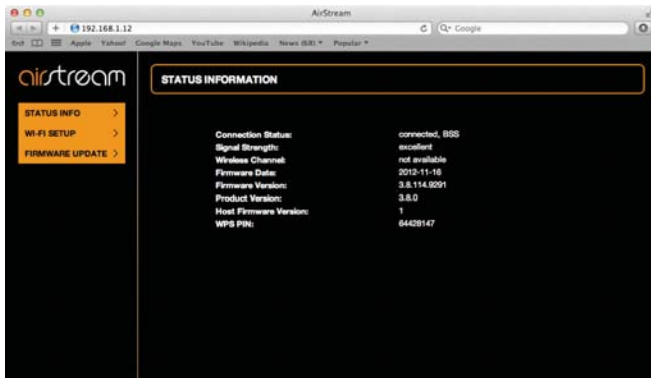 AirStream
192.168.1.12
Google
Apple Yahoo! Google Maps YouTube Wikipedia News (68) Popular
airstream
STATUS INFORMATION
STATUS INFO
WI-FI SETUP
FIRMWARE UPDATE
Connection Status: connected, BSS
Signal Strength: excellent
Wireless Channel: not available
Firmware Date: 2012-11-16
Firmware Version: 3.8.114.9291
Product Version: 3.8.0
Host Firmware Version: 1
WPS PIN: 64428147